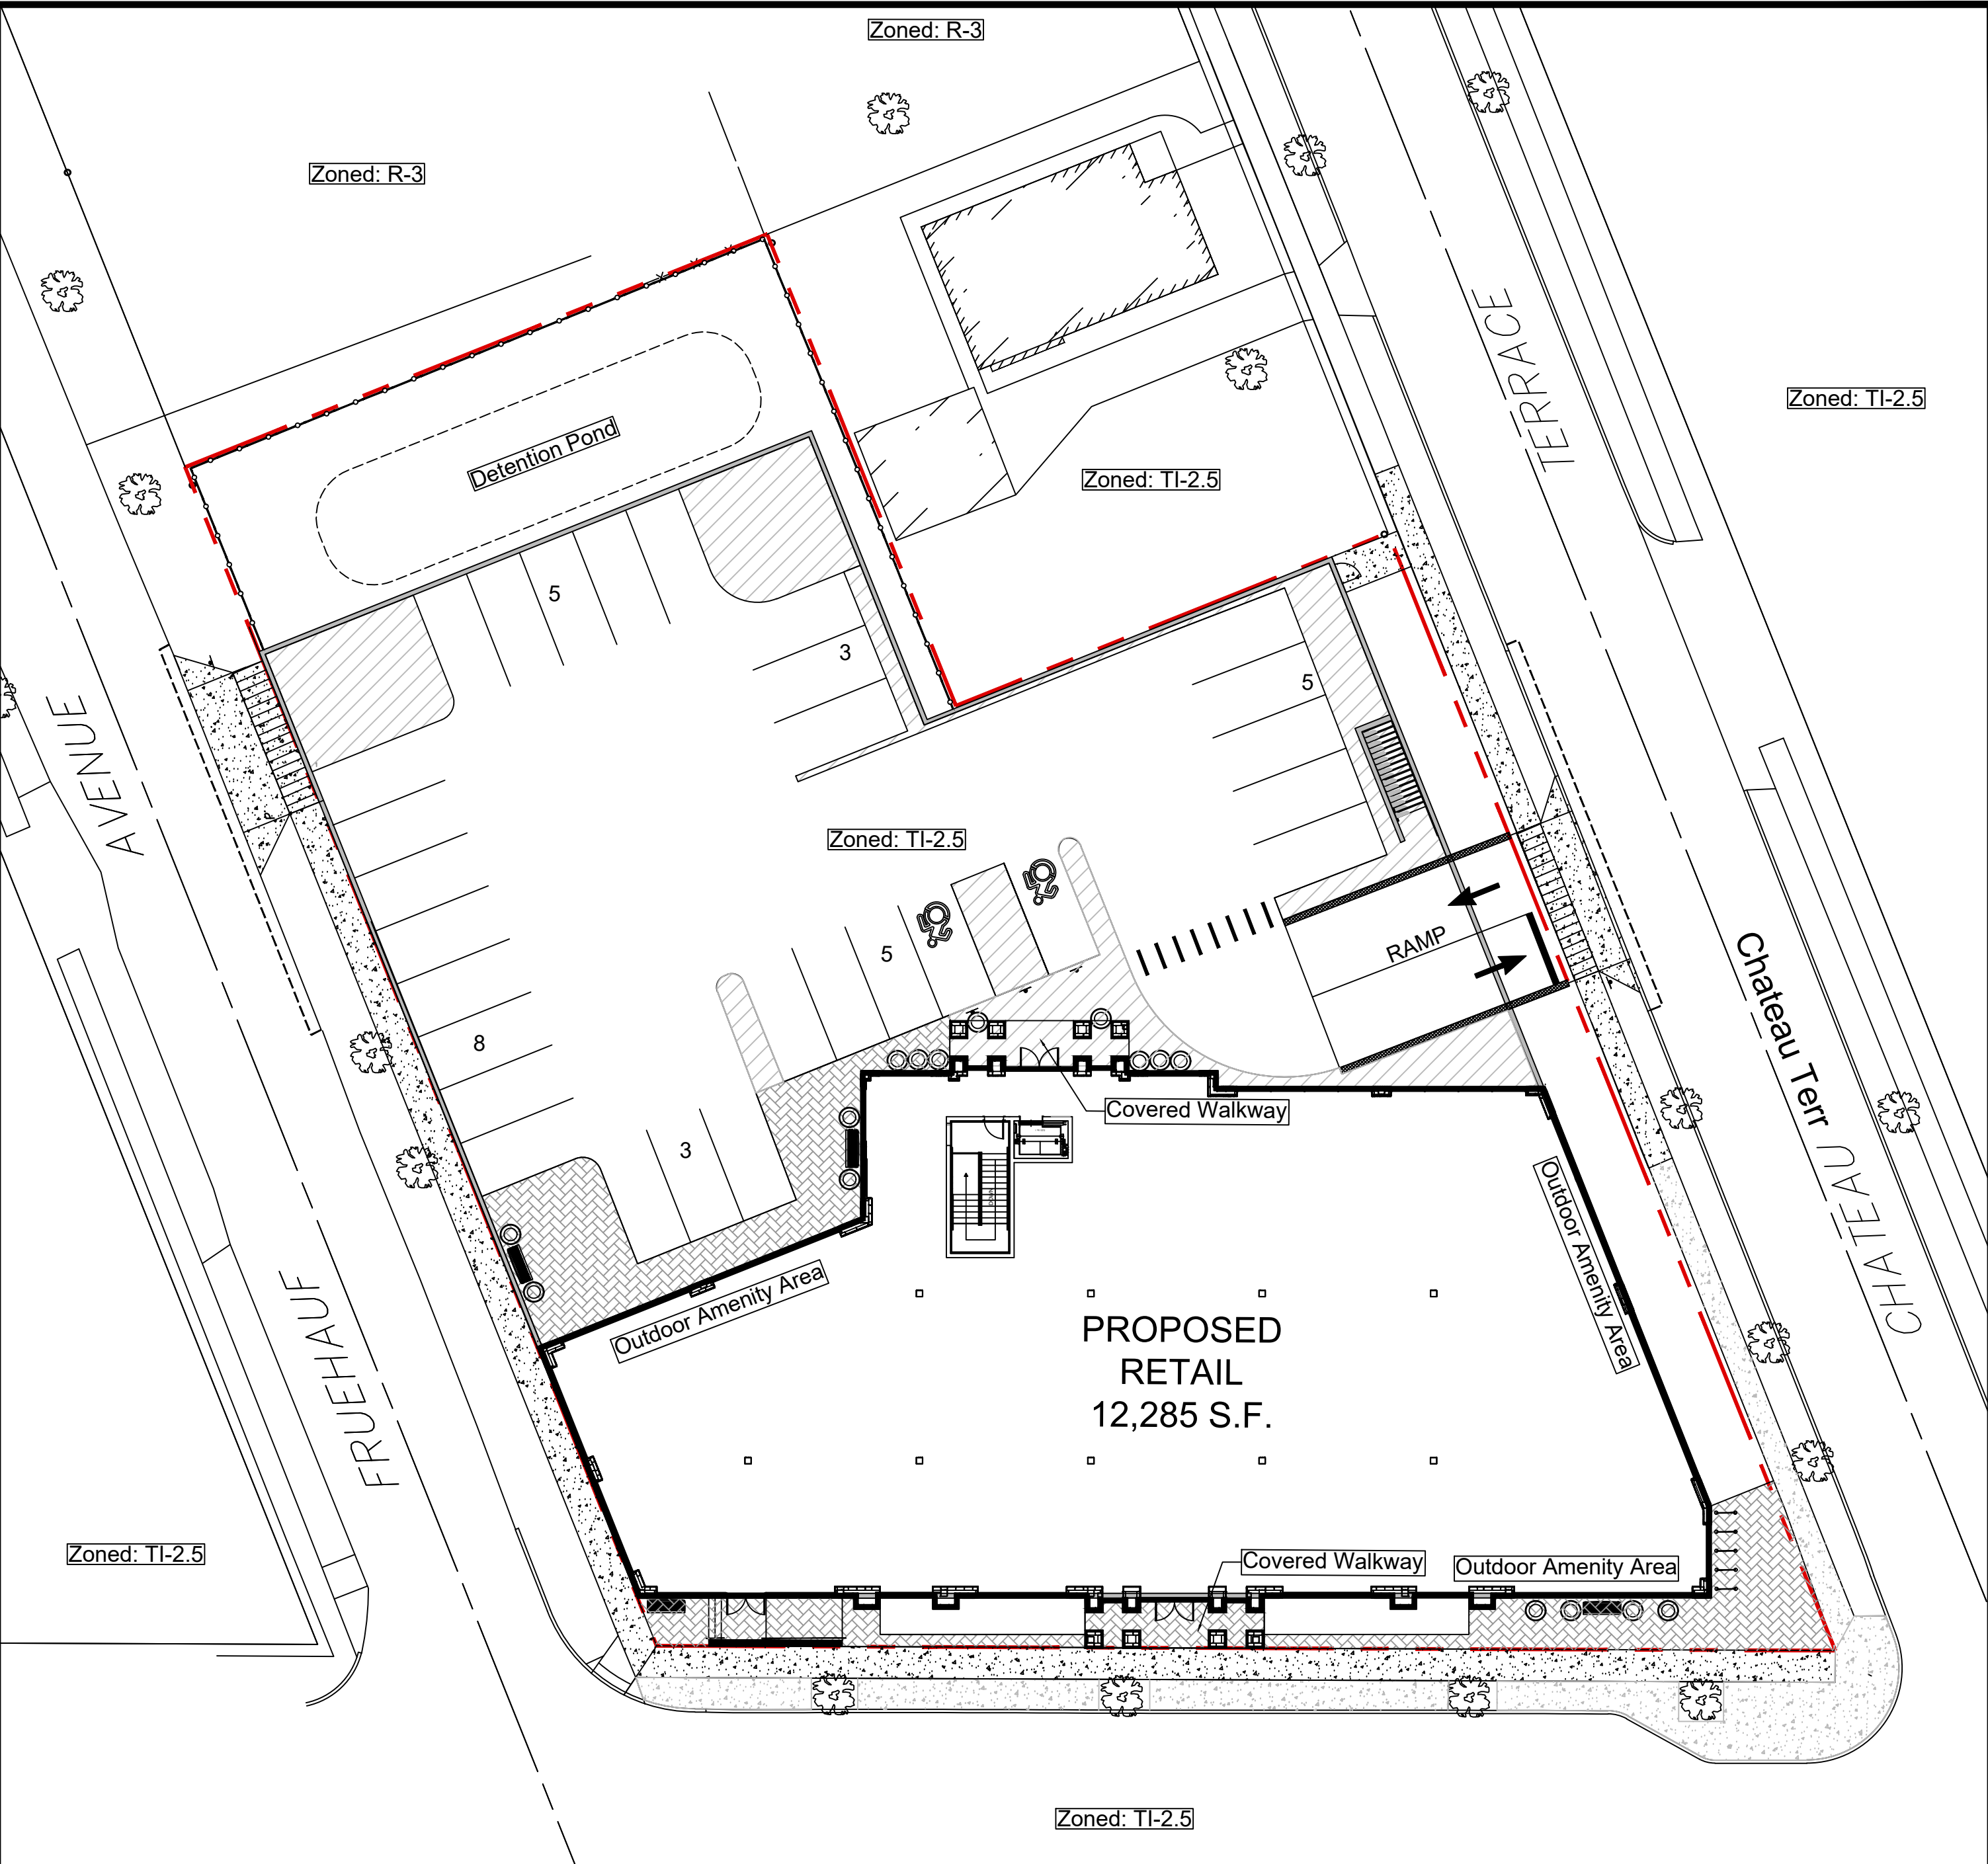 Zoned: R-3
Zoned: R-3
TERRACE
Zoned: TI-2.5
Detention Pond
Zoned: TI-2.5
5
3
5
AVENUE
Zoned: TI-2.5
5
RAMP
Chateau Terr
8
Covered Walkway
3
DOWN
CHATEAU
Outdoor Amenity Area
Outdoor Amenity Area
FRUEHAUF
PROPOSED
RETAIL
12,285 S.F.
Zoned: TI-2.5
Covered Walkway
Outdoor Amenity Area
Zoned: TI-2.5